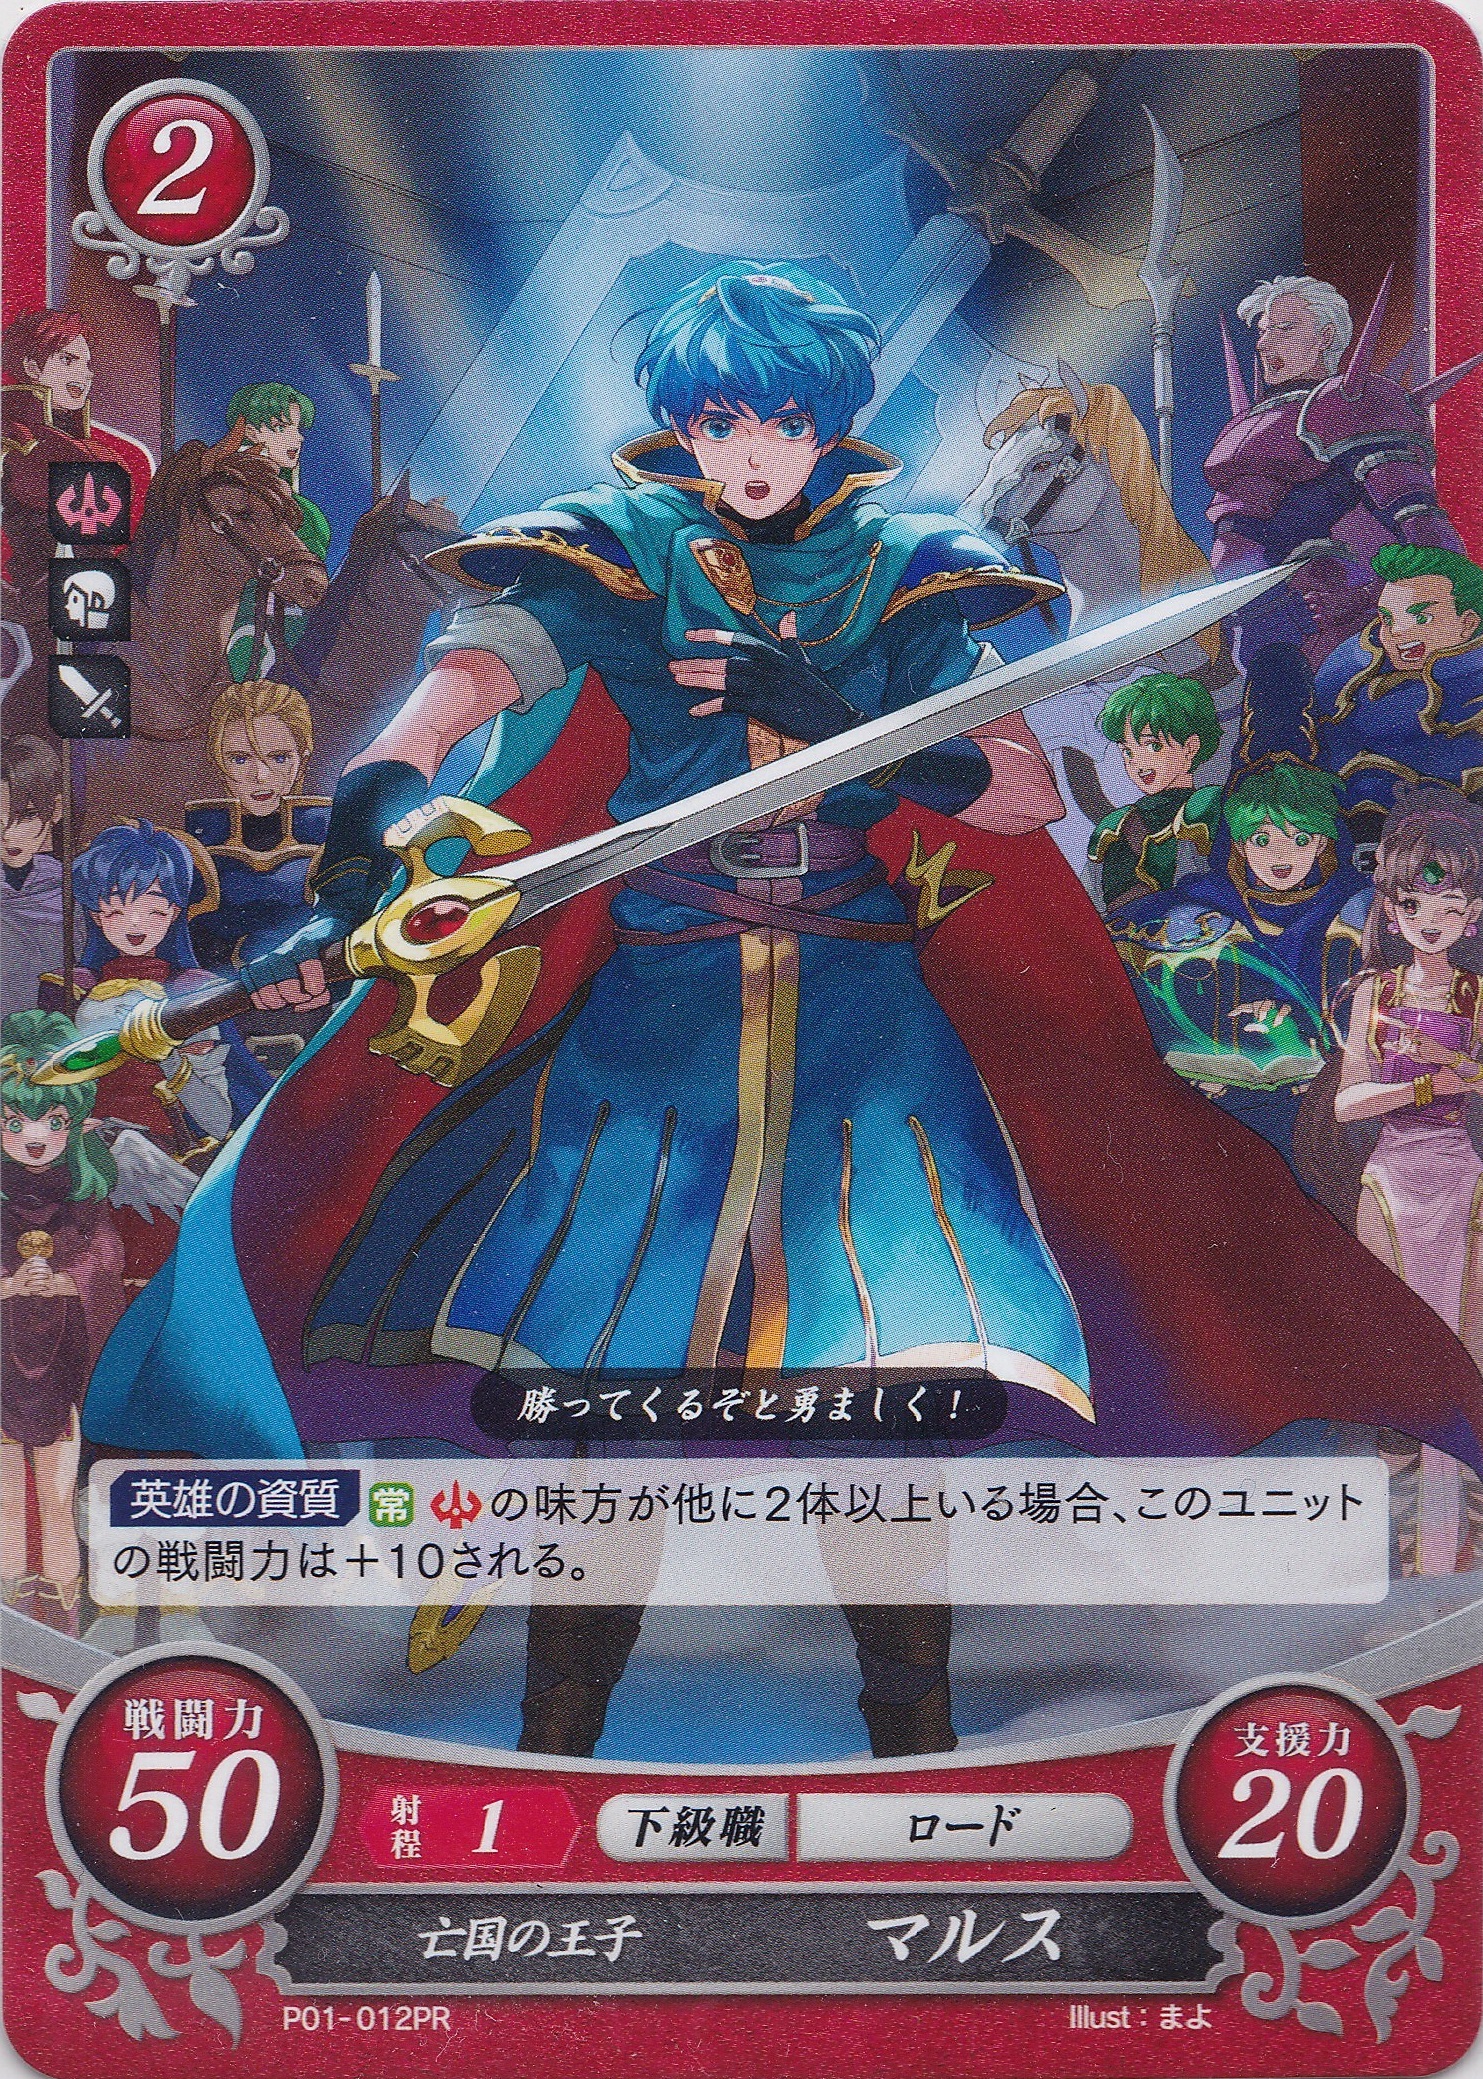 2
勝ってくるぞと勇ましく!
英雄の資質 常 の味方が他に2体以上いる場合、このユニット
の戦闘力は+10される。
戦闘力
50
射程 1
下級職 ロード
支援力
20
亡国の王子 マルス
P01-012PR Illust:まよ